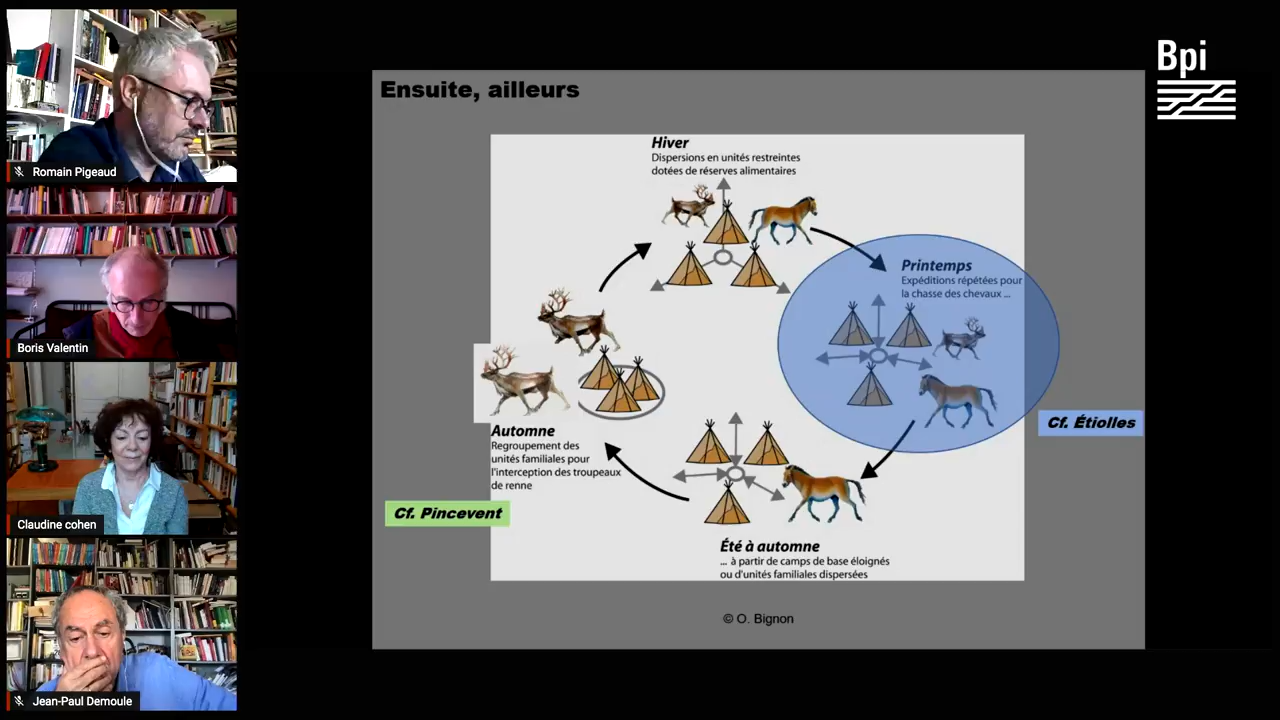 Romain Pigeaud
Boris Valentin
Claudine cohen
Jean-Paul Demoule
Bpi
Ensuite, ailleurs
Hiver
Dispersions en unités restreintes
dotées de réserves alimentaires
Printemps
Expéditions répétées pour
la chasse des chevaux ...
Cf. Étiolles
Automne
Regroupement des
unités familiales pour
l'interception des troupeaux
de renne
Cf. Pincevent
Été à automne
... à partir de camps de base éloignés
ou d'unités familiales dispersées
© O. Bignon